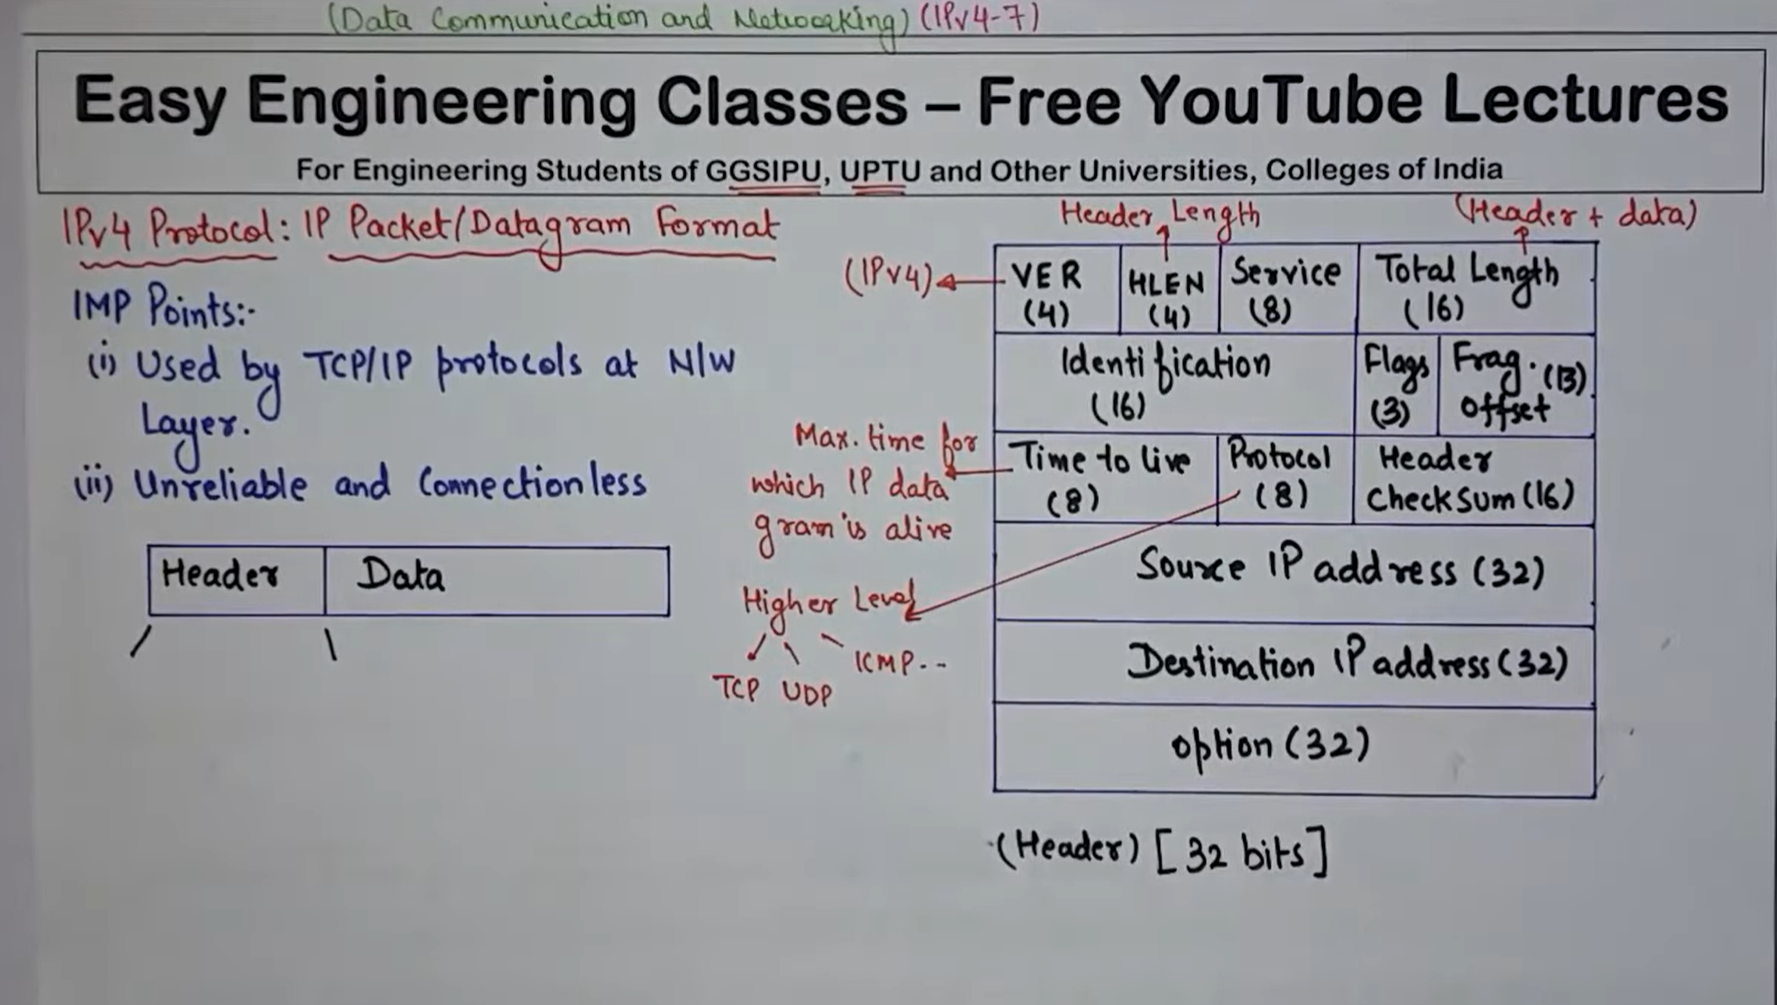 (Data Communication and Networking) (IPv4-7)
Easy Engineering Classes – Free YouTube Lectures
For Engineering Students of GGSIPU, UPTU and Other Universities, Colleges of India
IPv4 Protocol: IP Packet/Datagram Format
IMP Points:-
(i) Used by TCP/IP protocols at N/W
Layer.
(ii) Unreliable and Connectionless
Header Data
Header Length
(Header + data)
(IPv4)
VER
(4)
HLEN
(4)
Service
(8)
Total Length
(16)
Identification
(16)
Flags
(3)
Frag. (13)
Offset
Max. time for
which IP data
gram is alive
Time to live
(8)
Protocol
(8)
Header
CheckSum (16)
Higher Level
TCP UDP ICMP--
Source IP address (32)
Destination IP address (32)
option (32)
(Header) [32 bits]